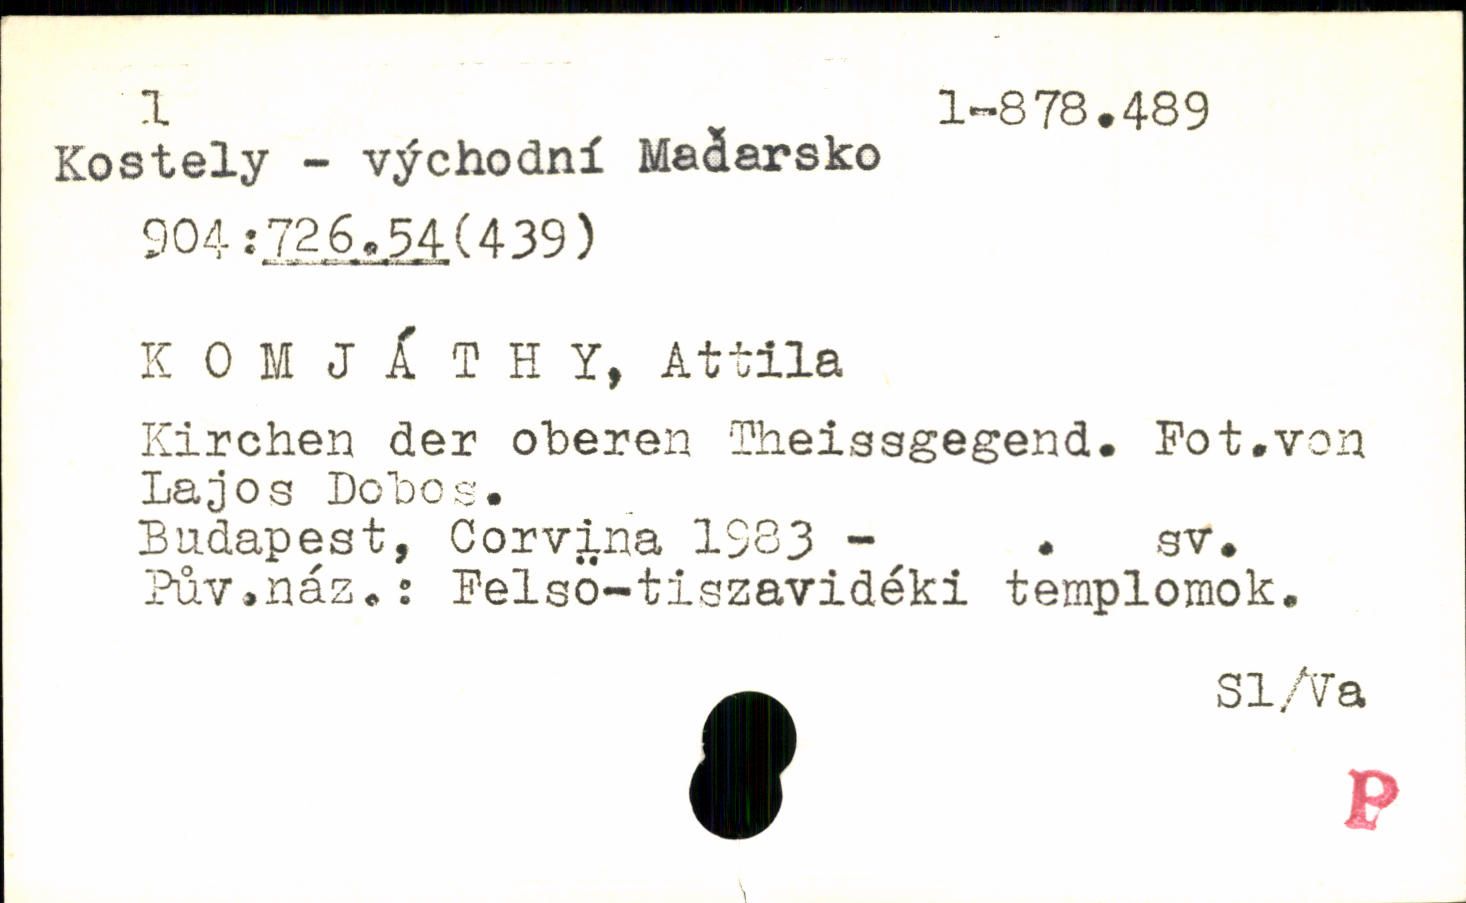 1 1-878.489
Kostely - východní Maďarsko
904:726.54(439)
K O M J Á T H Y, Attila
Kirchen der oberen Theissgegend. Fot.von
Lajos Dobos.
Budapest, Corvina 1983 - . sv.
Pův.náz.: Felsö-tiszavidéki templomok.
Sl/Va
P